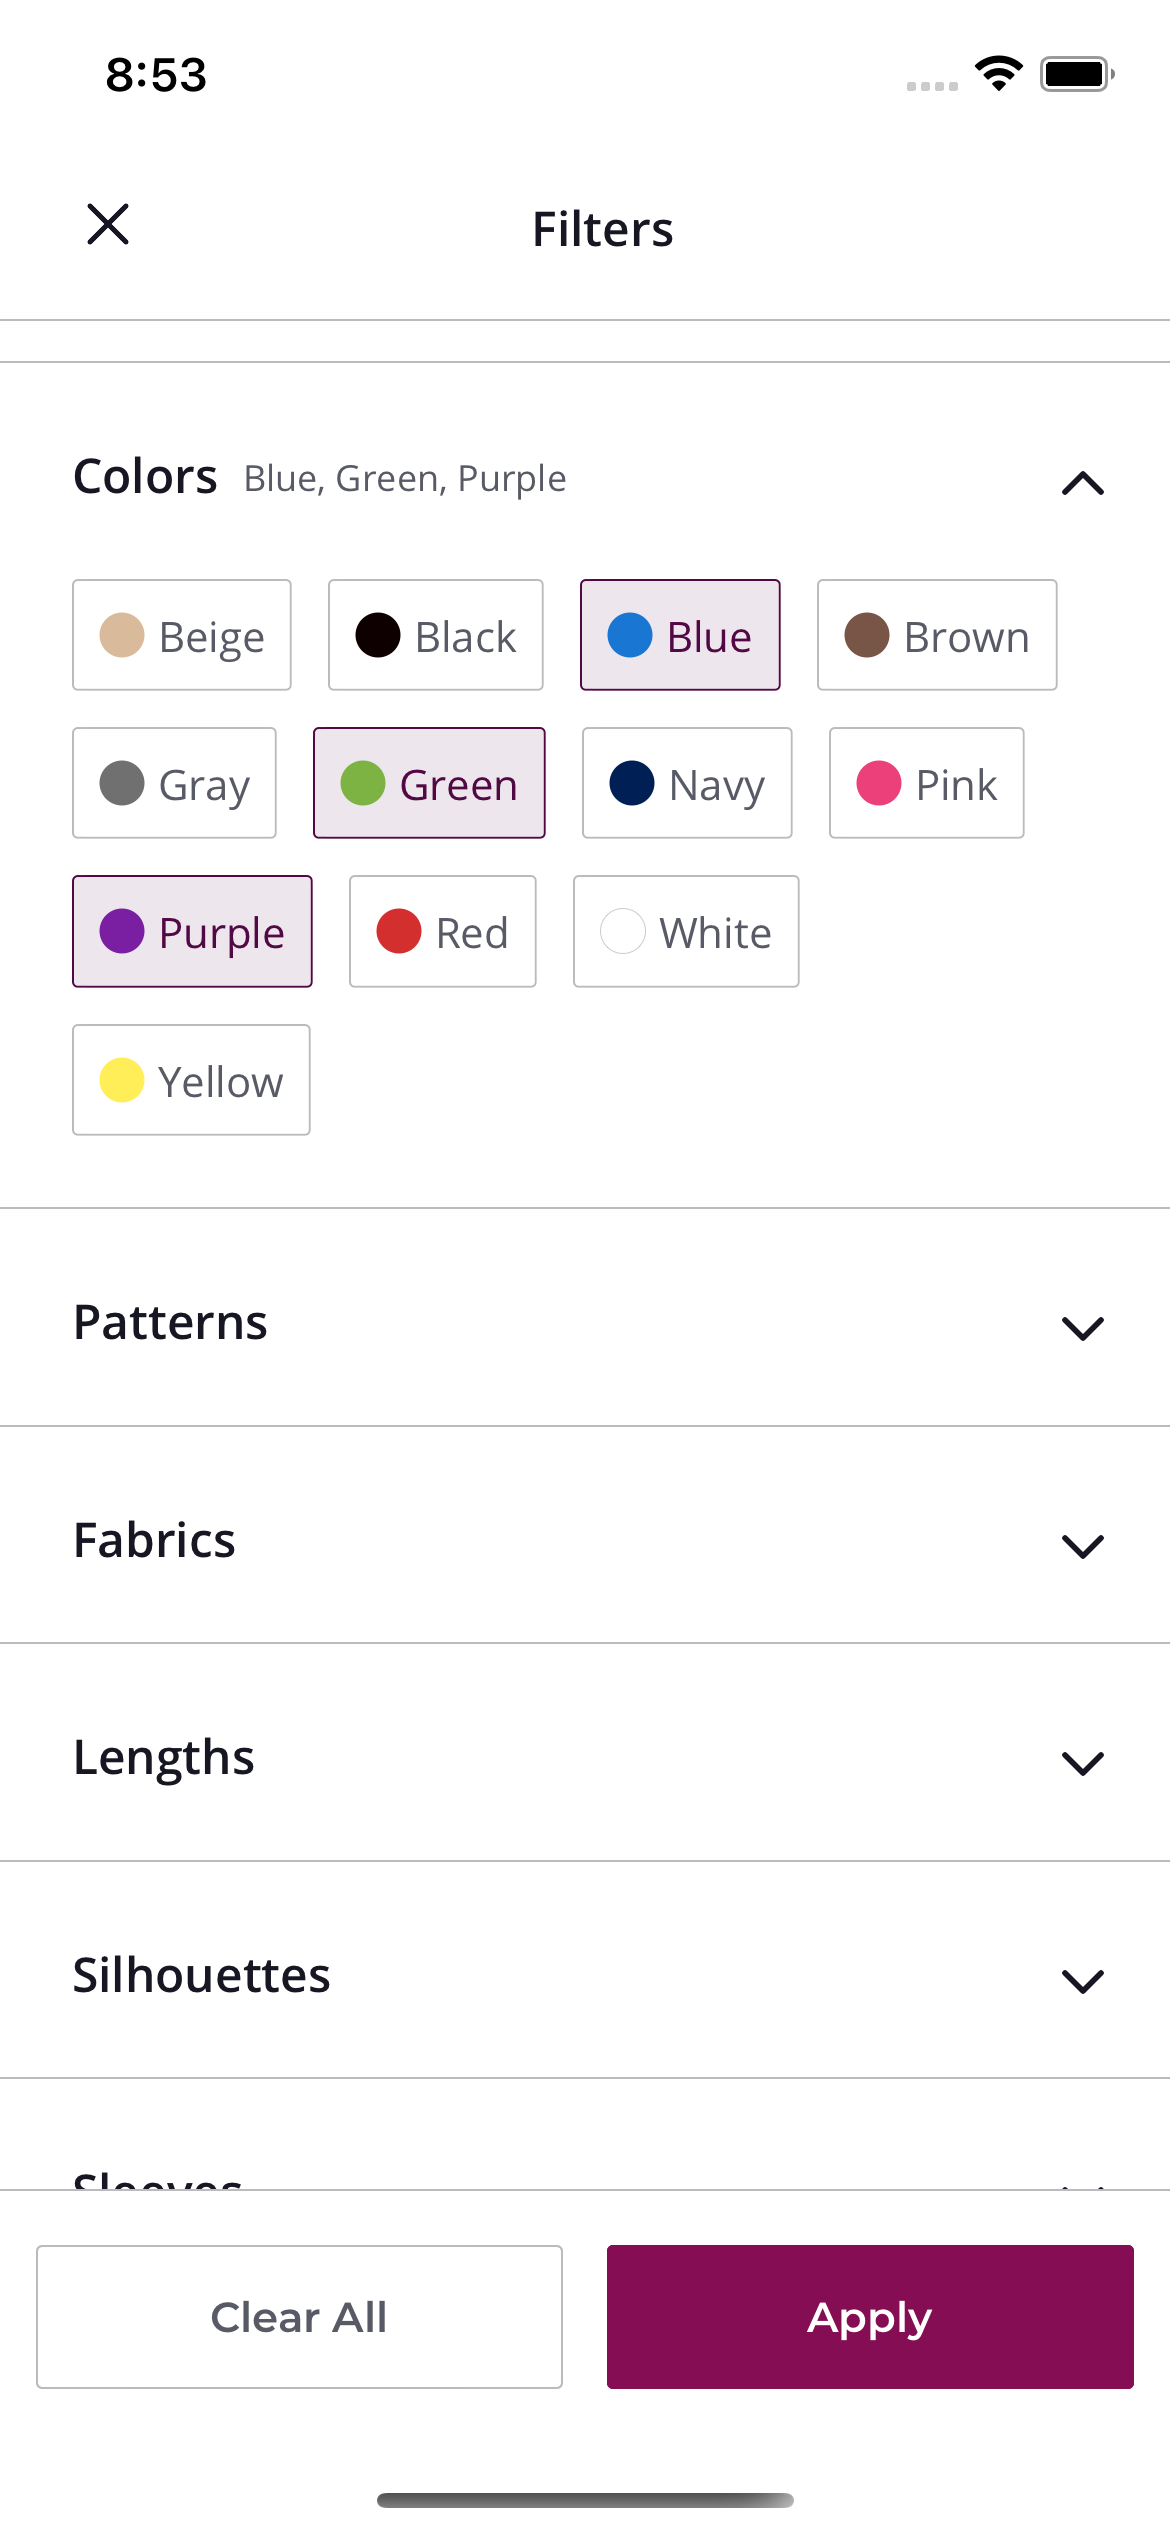 8:53
Filters
Colors Blue, Green, Purple
Beige Black Blue Brown
Gray Green Navy Pink
Purple Red White
Yellow
Patterns
Fabrics
Lengths
Silhouettes
Sleeves
Clear All Apply